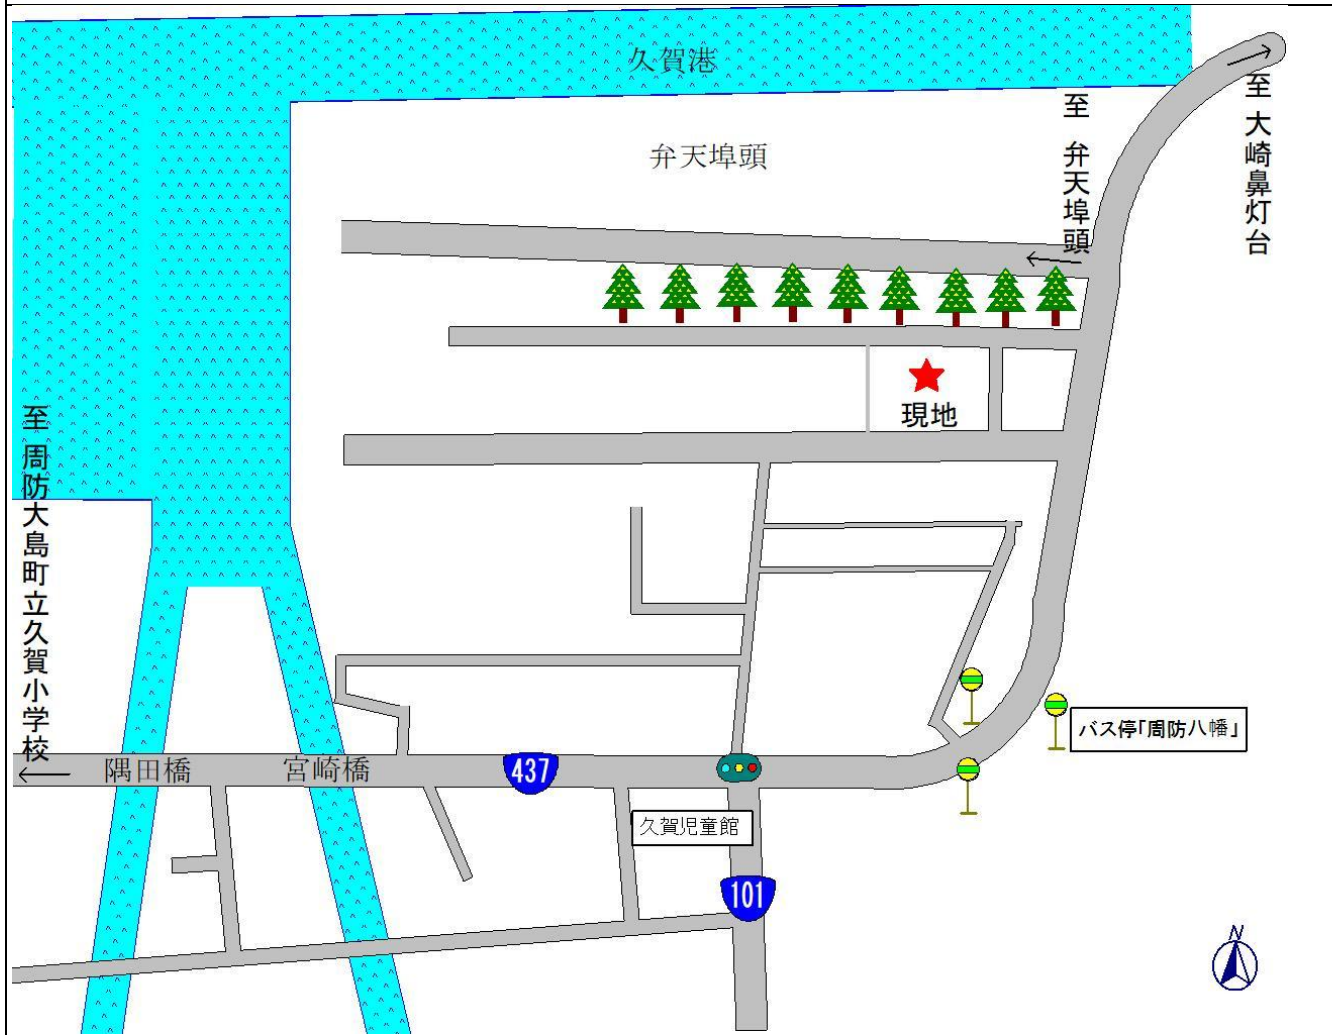 久賀港
至 大崎鼻灯台
至 弁天埠頭
弁天埠頭
現地
至 周防大島町立久賀小学校
バス停「周防八幡」
隅田橋
宮崎橋
437
久賀児童館
101
N